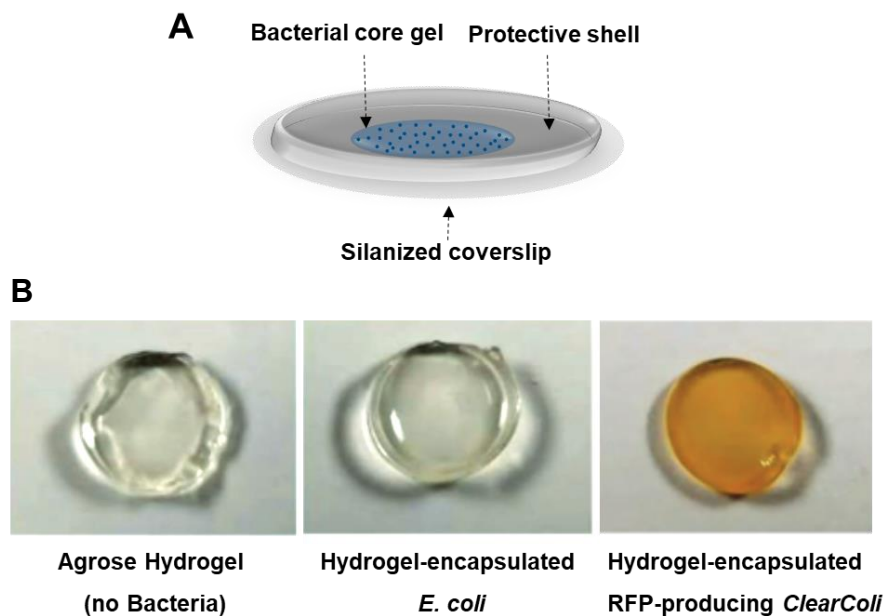 A
Bacterial core gel Protective shell
Silanized coverslip
B
Agrose Hydrogel
(no Bacteria)
Hydrogel-encapsulated
E. coli
Hydrogel-encapsulated
RFP-producing ClearColi